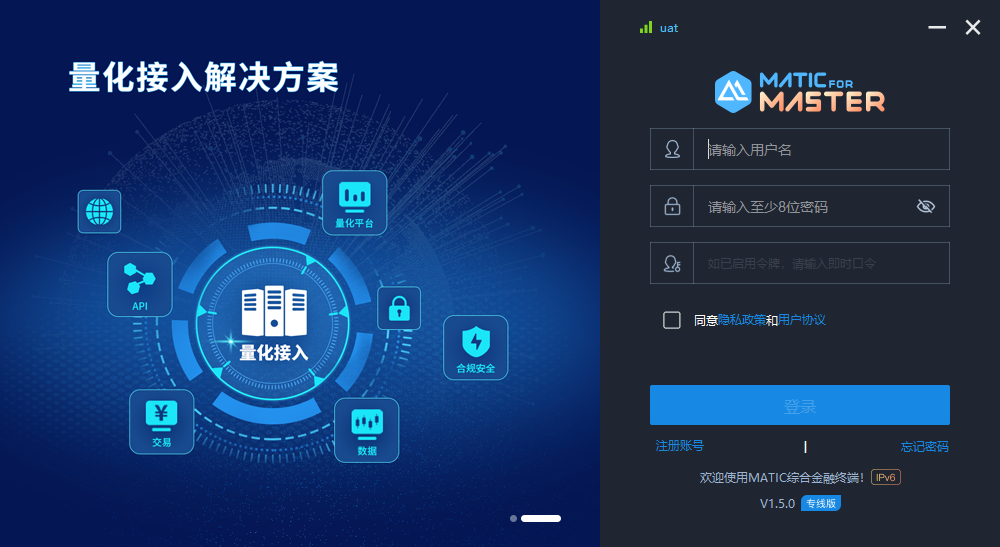 量化接入解决方案
量化平台
API
量化接入
合规安全
¥
交易
数据
uat
MATIC FOR
MASTER
请输入用户名
请输入至少8位密码
如已启用令牌，请输入即时口令
同意隐私政策和用户协议
登录
注册账号 | 忘记密码
欢迎使用MATIC综合金融终端！ IPv6
V1.5.0 专线版